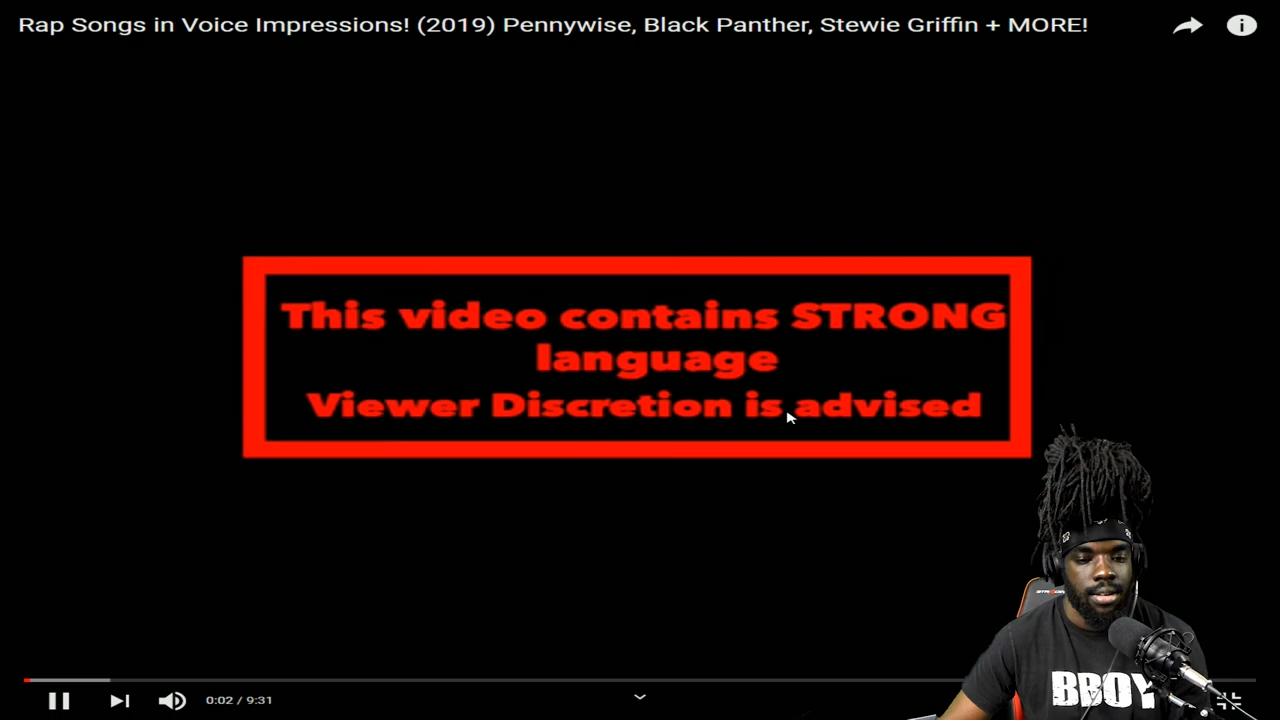 Rap Songs in Voice Impressions! (2019) Pennywise, Black Panther, Stewie Griffin + MORE!
This video contains STRONG
language
Viewer Discretion is advised
0:02 / 9:31
BBOY